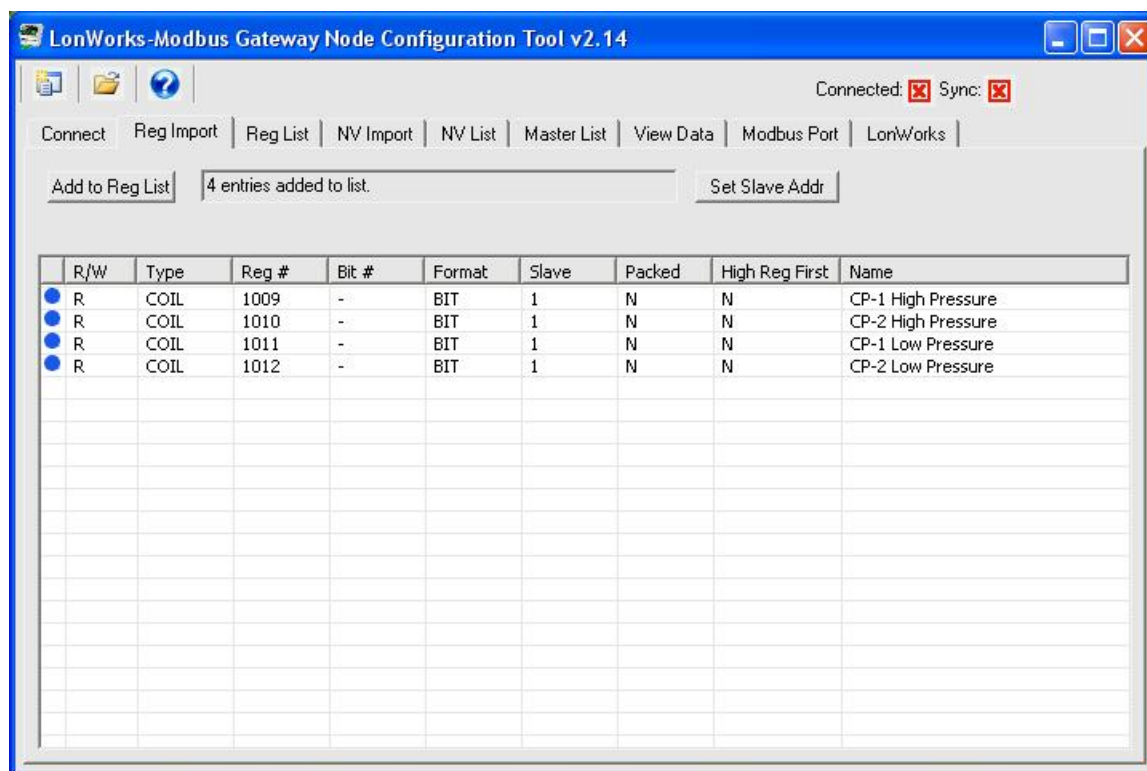 LonWorks-Modbus Gateway Node Configuration Tool v2.14
Connected: Sync:
Connect Reg Import Reg List NV Import NV List Master List View Data Modbus Port LonWorks
Add to Reg List 4 entries added to list. Set Slave Addr
R/W Type Reg # Bit # Format Slave Packed High Reg First Name
R COIL 1009 - BIT 1 N N CP-1 High Pressure
R COIL 1010 - BIT 1 N N CP-2 High Pressure
R COIL 1011 - BIT 1 N N CP-1 Low Pressure
R COIL 1012 - BIT 1 N N CP-2 Low Pressure